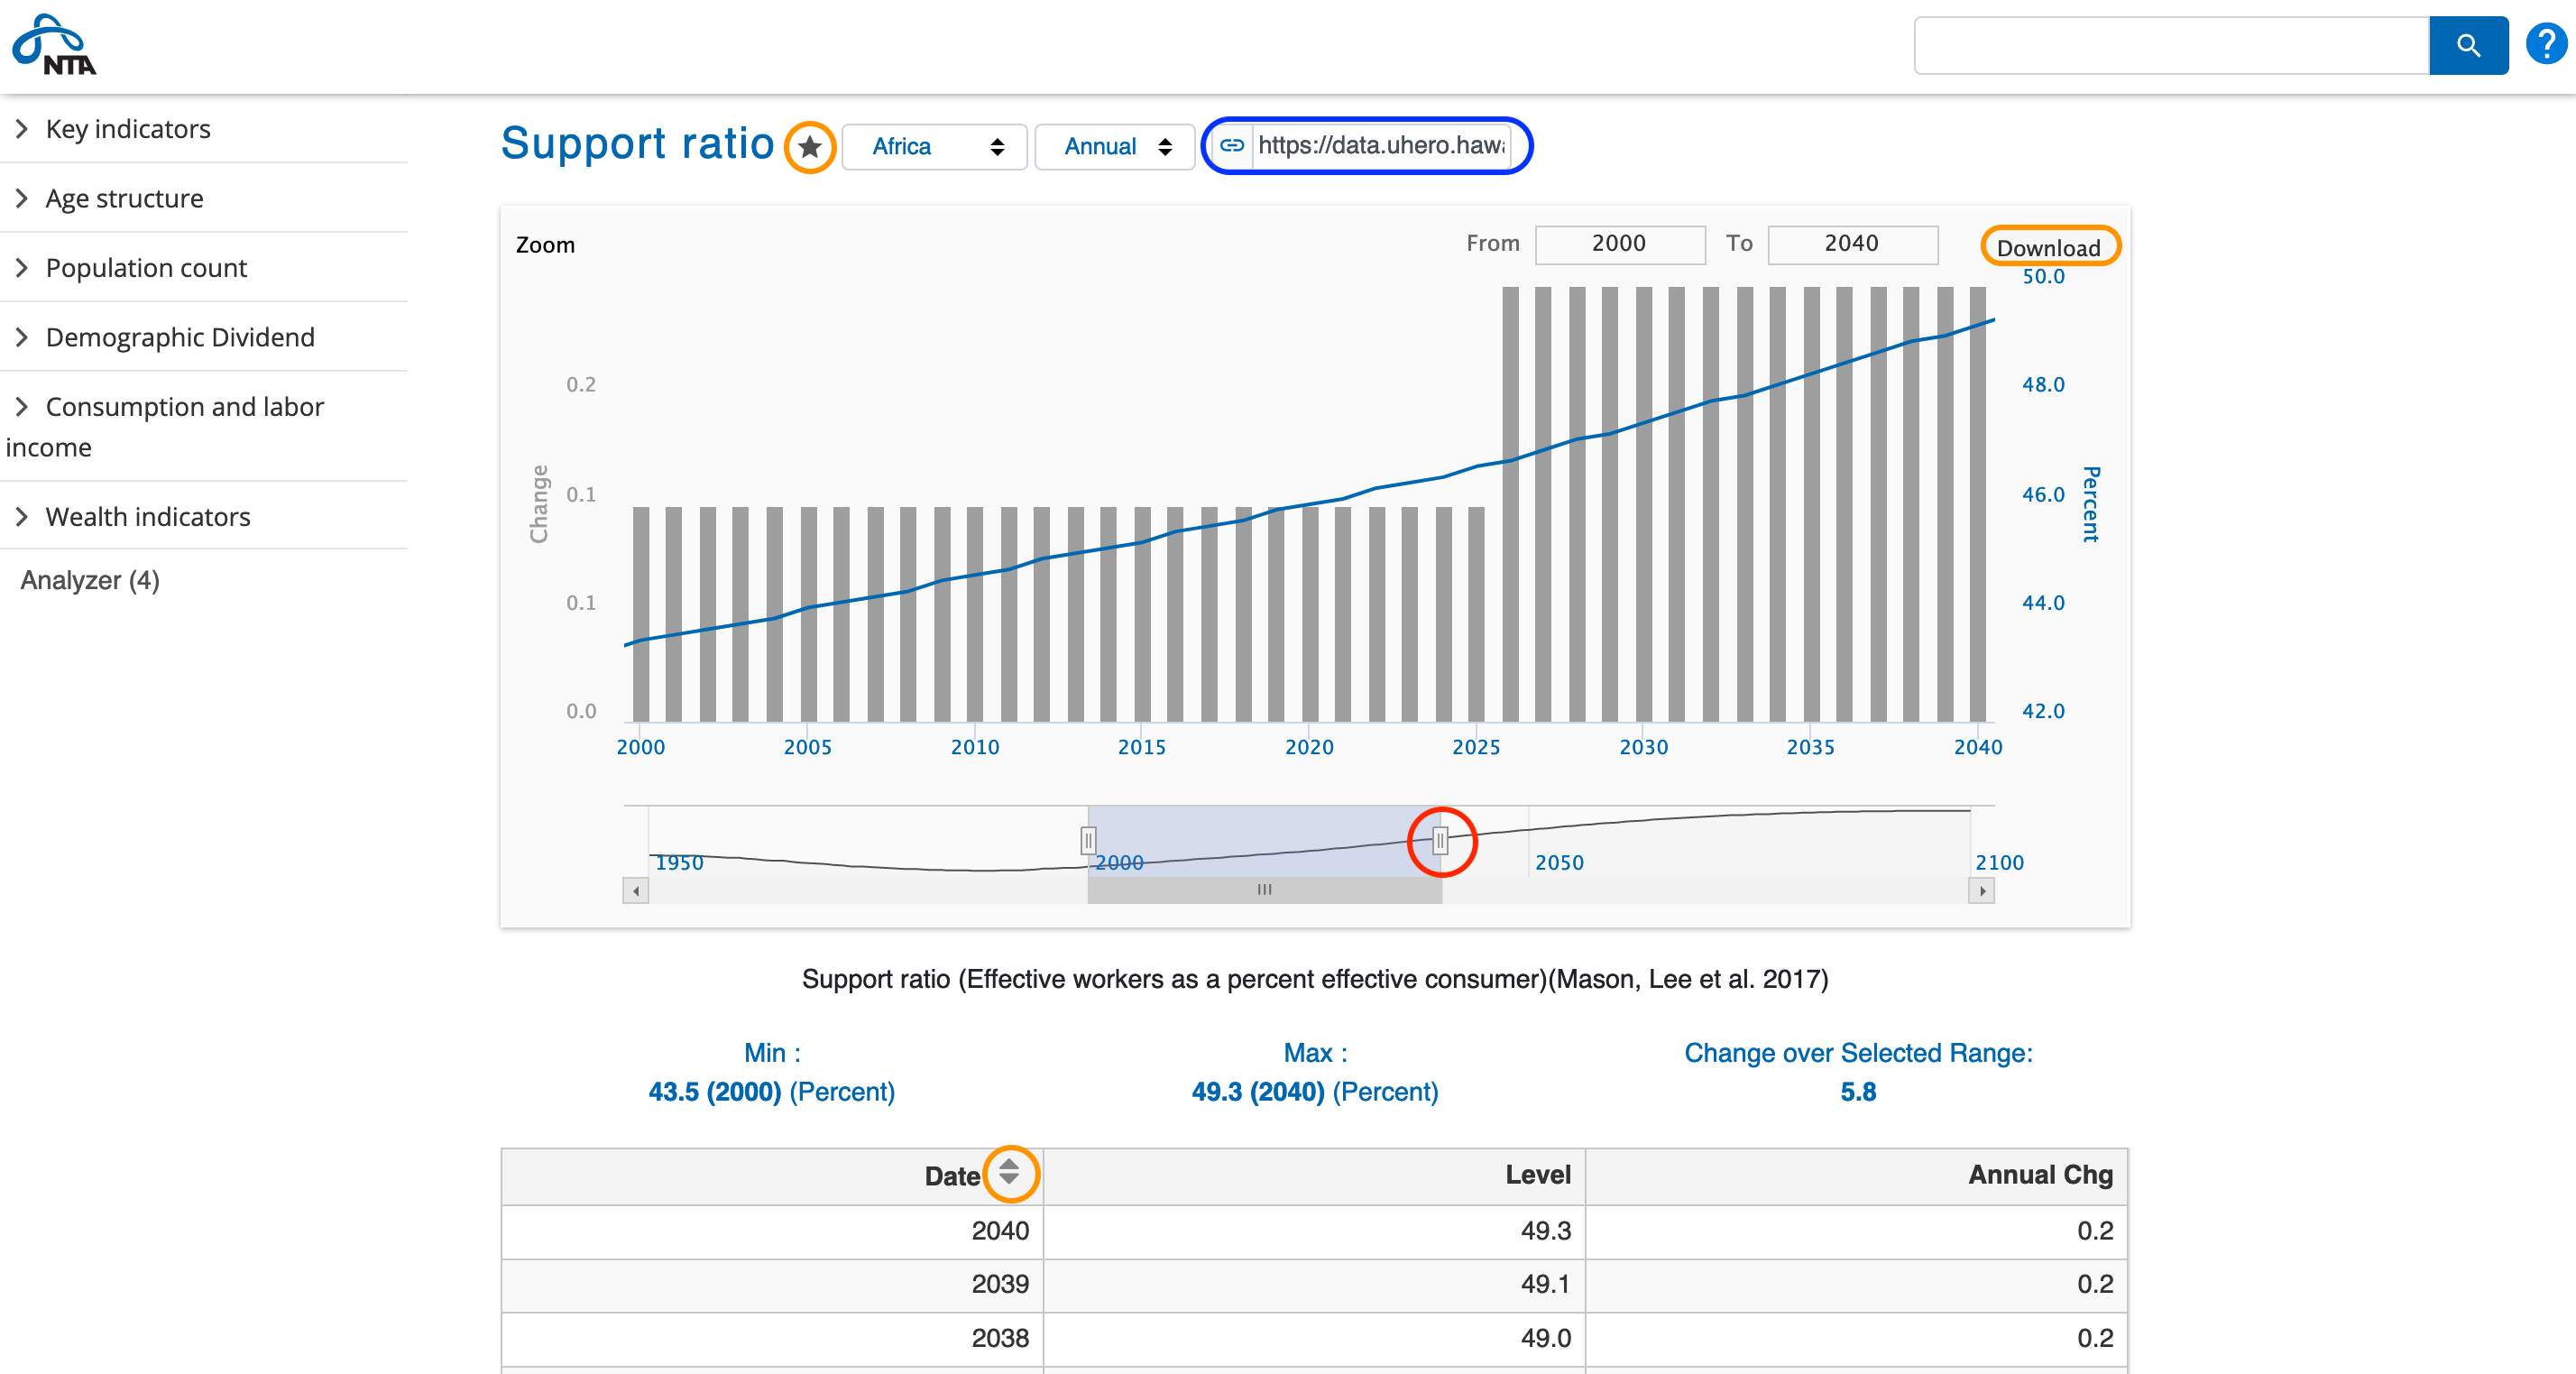 NTA
?
Key indicators
Age structure
Population count
Demographic Dividend
Consumption and labor
income
Wealth indicators
Analyzer (4)
Support ratio
Africa
Annual
https://data.uhero.hawa
Zoom
From 2000 To 2040
Download
Change
0.2
0.1
0.1
0.0
50.0
48.0
46.0
44.0
42.0
Percent
2000 2005 2010 2015 2020 2025 2030 2035 2040
1950 2000 2050 2100
Support ratio (Effective workers as a percent effective consumer)(Mason, Lee et al. 2017)
Min :
43.5 (2000) (Percent)
Max :
49.3 (2040) (Percent)
Change over Selected Range:
5.8
Date Level Annual Chg
2040 49.3 0.2
2039 49.1 0.2
2038 49.0 0.2